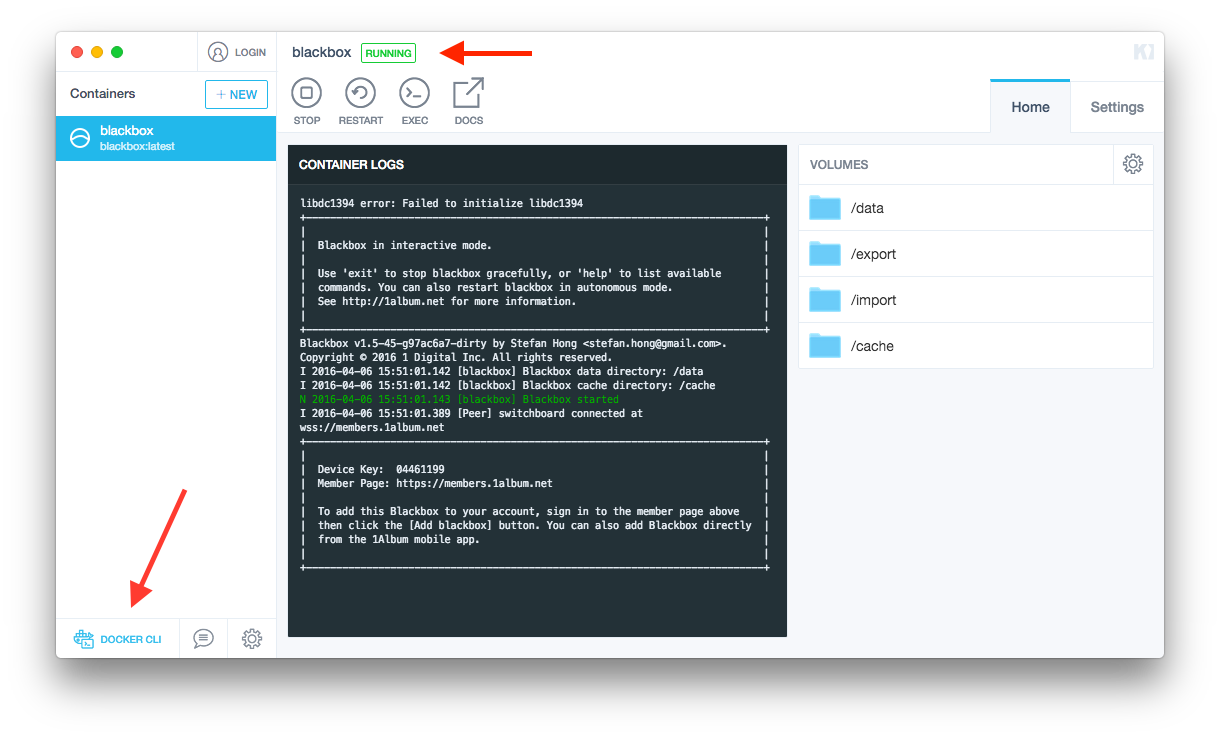 LOGIN
blackbox RUNNING
Containers
+ NEW
blackbox
blackbox:latest
STOP RESTART EXEC DOCS
Home Settings
CONTAINER LOGS
libdc1394 error: Failed to initialize libdc1394
Blackbox in interactive mode.
Use 'exit' to stop blackbox gracefully, or 'help' to list available
commands. You can also restart blackbox in autonomous mode.
See http://1album.net for more information.
Blackbox v1.5-45-g97ac6a7-dirty by Stefan Hong <stefan.hong@gmail.com>.
Copyright © 2016 1 Digital Inc. All rights reserved.
I 2016-04-06 15:51:01.142 [blackbox] Blackbox data directory: /data
I 2016-04-06 15:51:01.142 [blackbox] Blackbox cache directory: /cache
N 2016-04-06 15:51:01.143 [blackbox] Blackbox started
I 2016-04-06 15:51:01.389 [Peer] switchboard connected at
wss://members.1album.net
Device Key: 04461199
Member Page: https://members.1album.net
To add this Blackbox to your account, sign in to the member page above
then click the [Add blackbox] button. You can also add Blackbox directly
from the 1Album mobile app.
VOLUMES
/data
/export
/import
/cache
DOCKER CLI